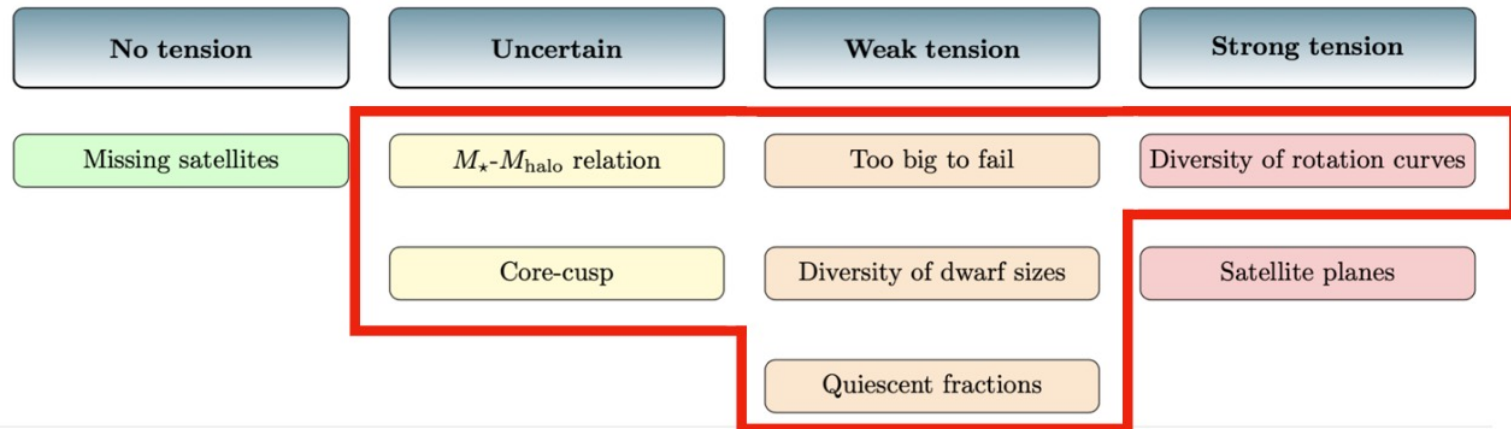 No tension
Uncertain
Weak tension
Strong tension
Missing satellites
M⋆-Mhalo relation
Too big to fail
Diversity of rotation curves
Core-cusp
Diversity of dwarf sizes
Satellite planes
Quiescent fractions